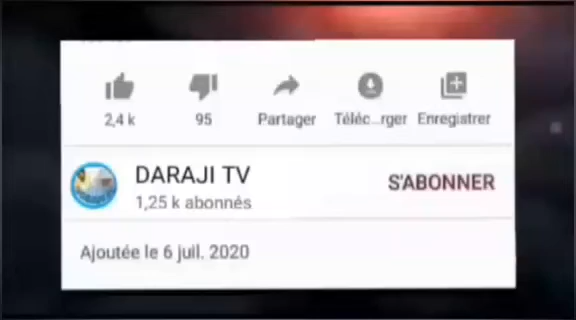 2,4 k 95 Partager Téléc...rger Enregistrer
DARAJI TV
S'ABONNER
1,25 k abonnés
Ajoutée le 6 juil. 2020